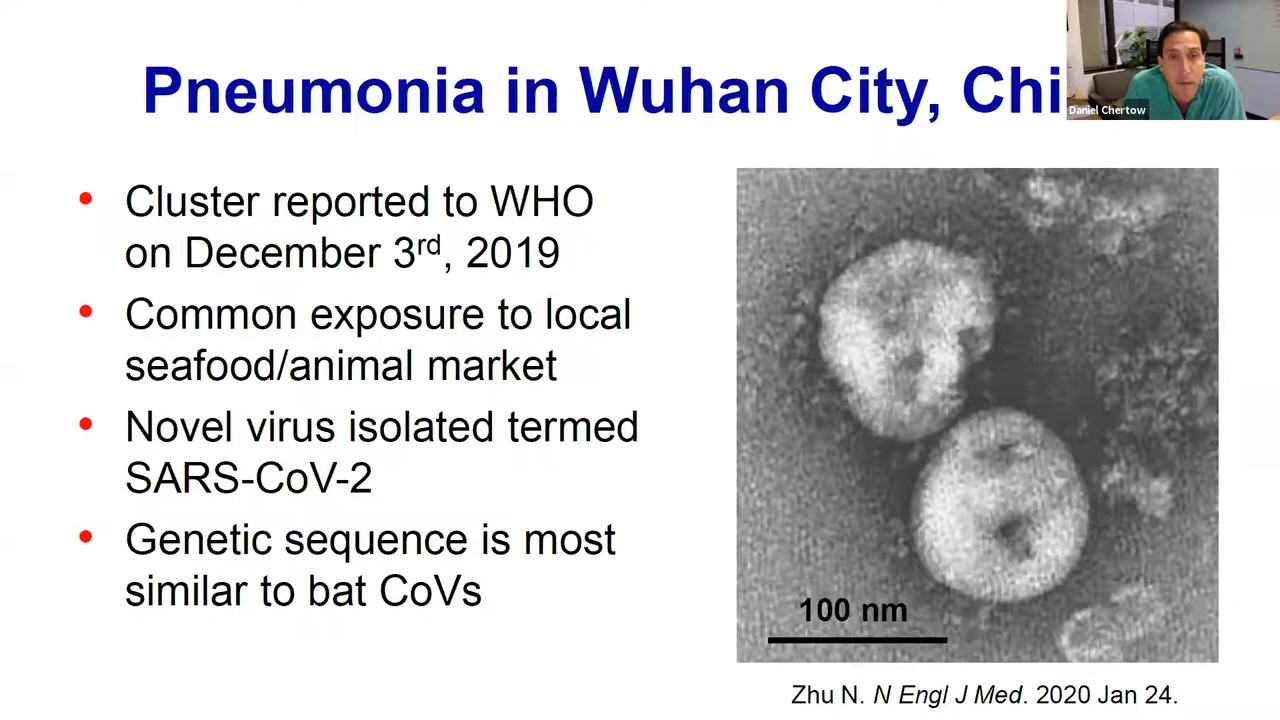 Pneumonia in Wuhan City, Chi
Daniel Chertow
• Cluster reported to WHO
on December 3rd, 2019
• Common exposure to local
seafood/animal market
• Novel virus isolated termed
SARS-CoV-2
• Genetic sequence is most
similar to bat CoVs
100 nm
Zhu N. N Engl J Med. 2020 Jan 24.